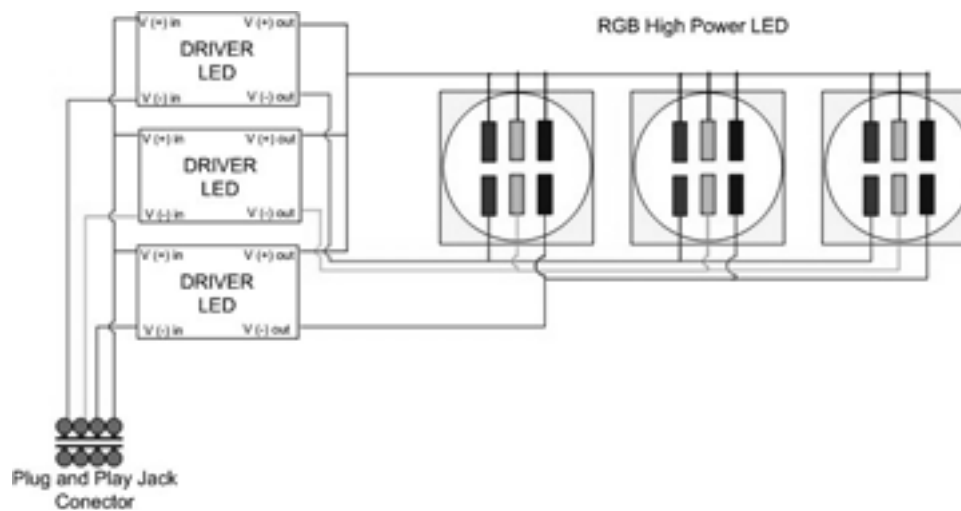 RGB High Power LED
V (+) in V (+) out
DRIVER
LED
V (-) in V (-) out
V (+) in V (+) out
DRIVER
LED
V (-) in V (-) out
V (+) in V (+) out
DRIVER
LED
V (-) in V (-) out
Plug and Play Jack
Conector